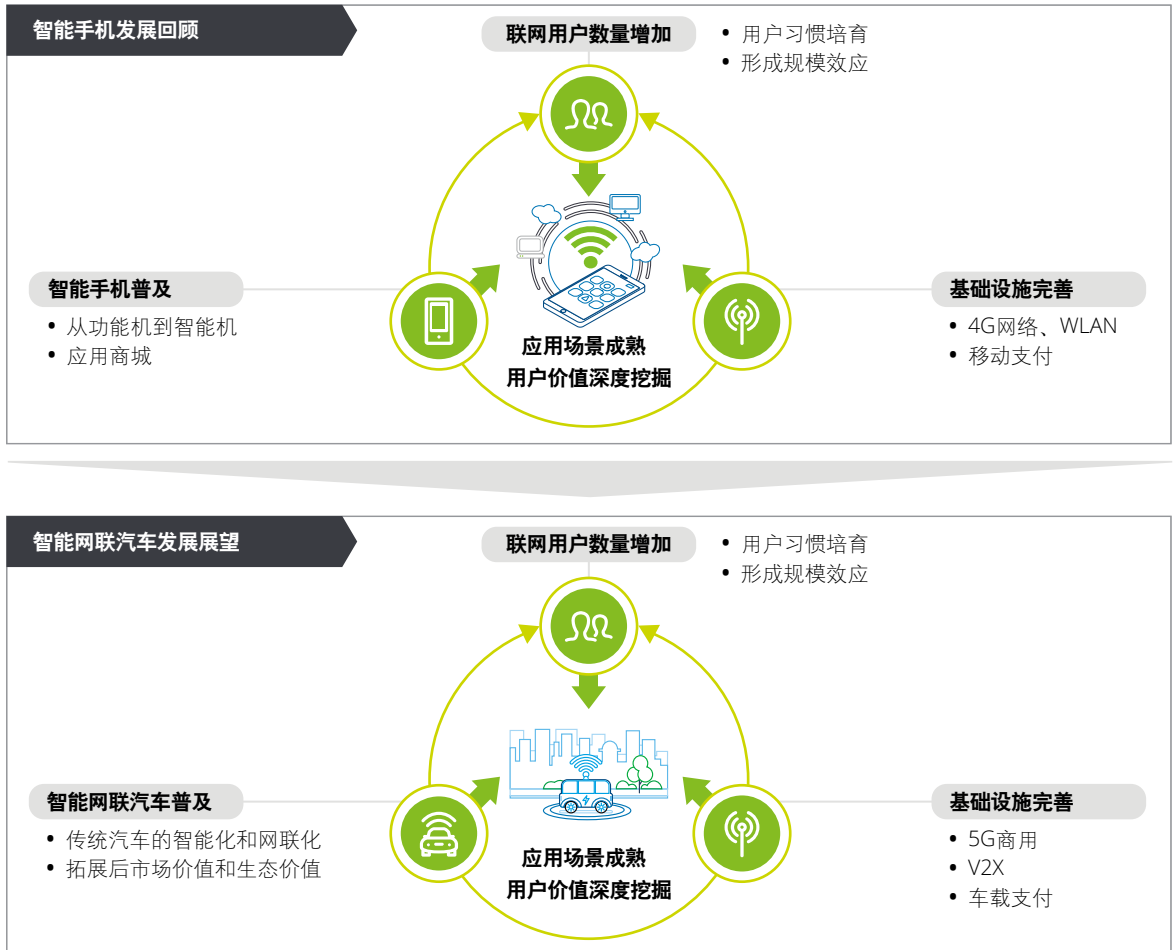 智能手机发展回顾
联网用户数量增加
• 用户习惯培育
• 形成规模效应
智能手机普及
• 从功能机到智能机
• 应用商城
应用场景成熟
用户价值深度挖掘
基础设施完善
• 4G网络、WLAN
• 移动支付
智能网联汽车发展展望
联网用户数量增加
• 用户习惯培育
• 形成规模效应
智能网联汽车普及
• 传统汽车的智能化和网联化
• 拓展后市场价值和生态价值
应用场景成熟
用户价值深度挖掘
基础设施完善
• 5G商用
• V2X
• 车载支付